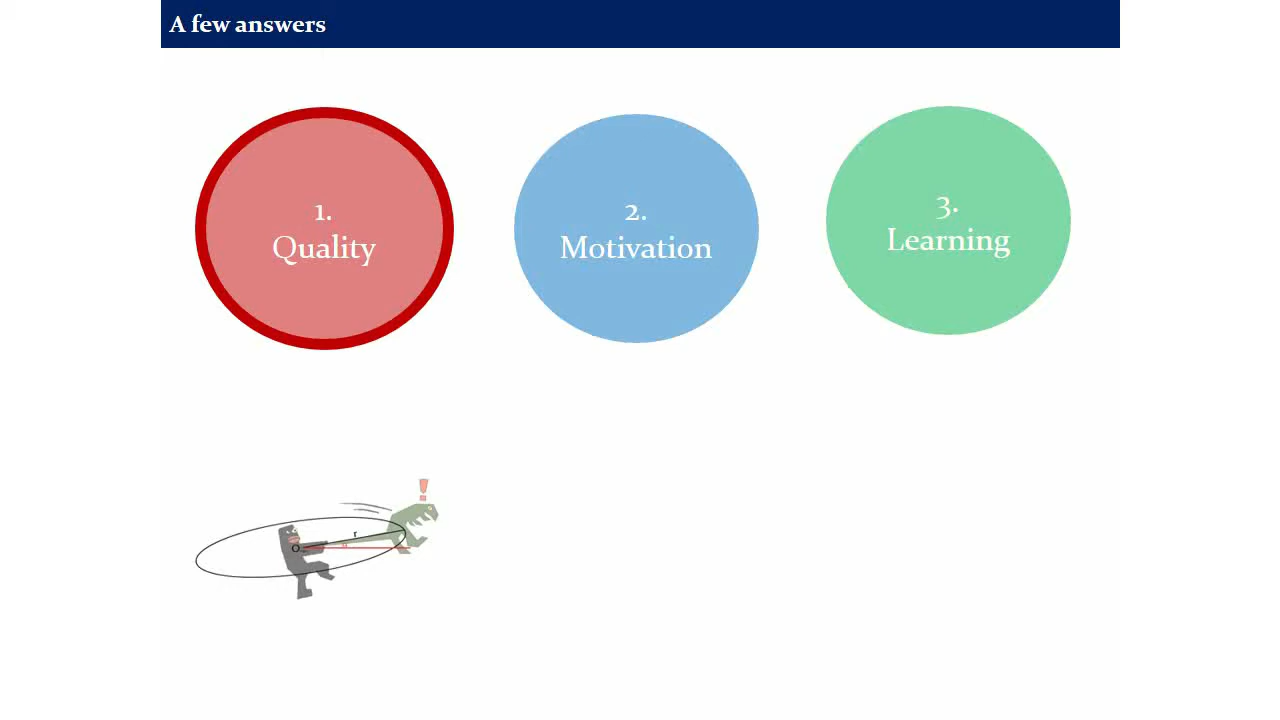 A few answers
1.
Quality
2.
Motivation
3.
Learning
!
r
O